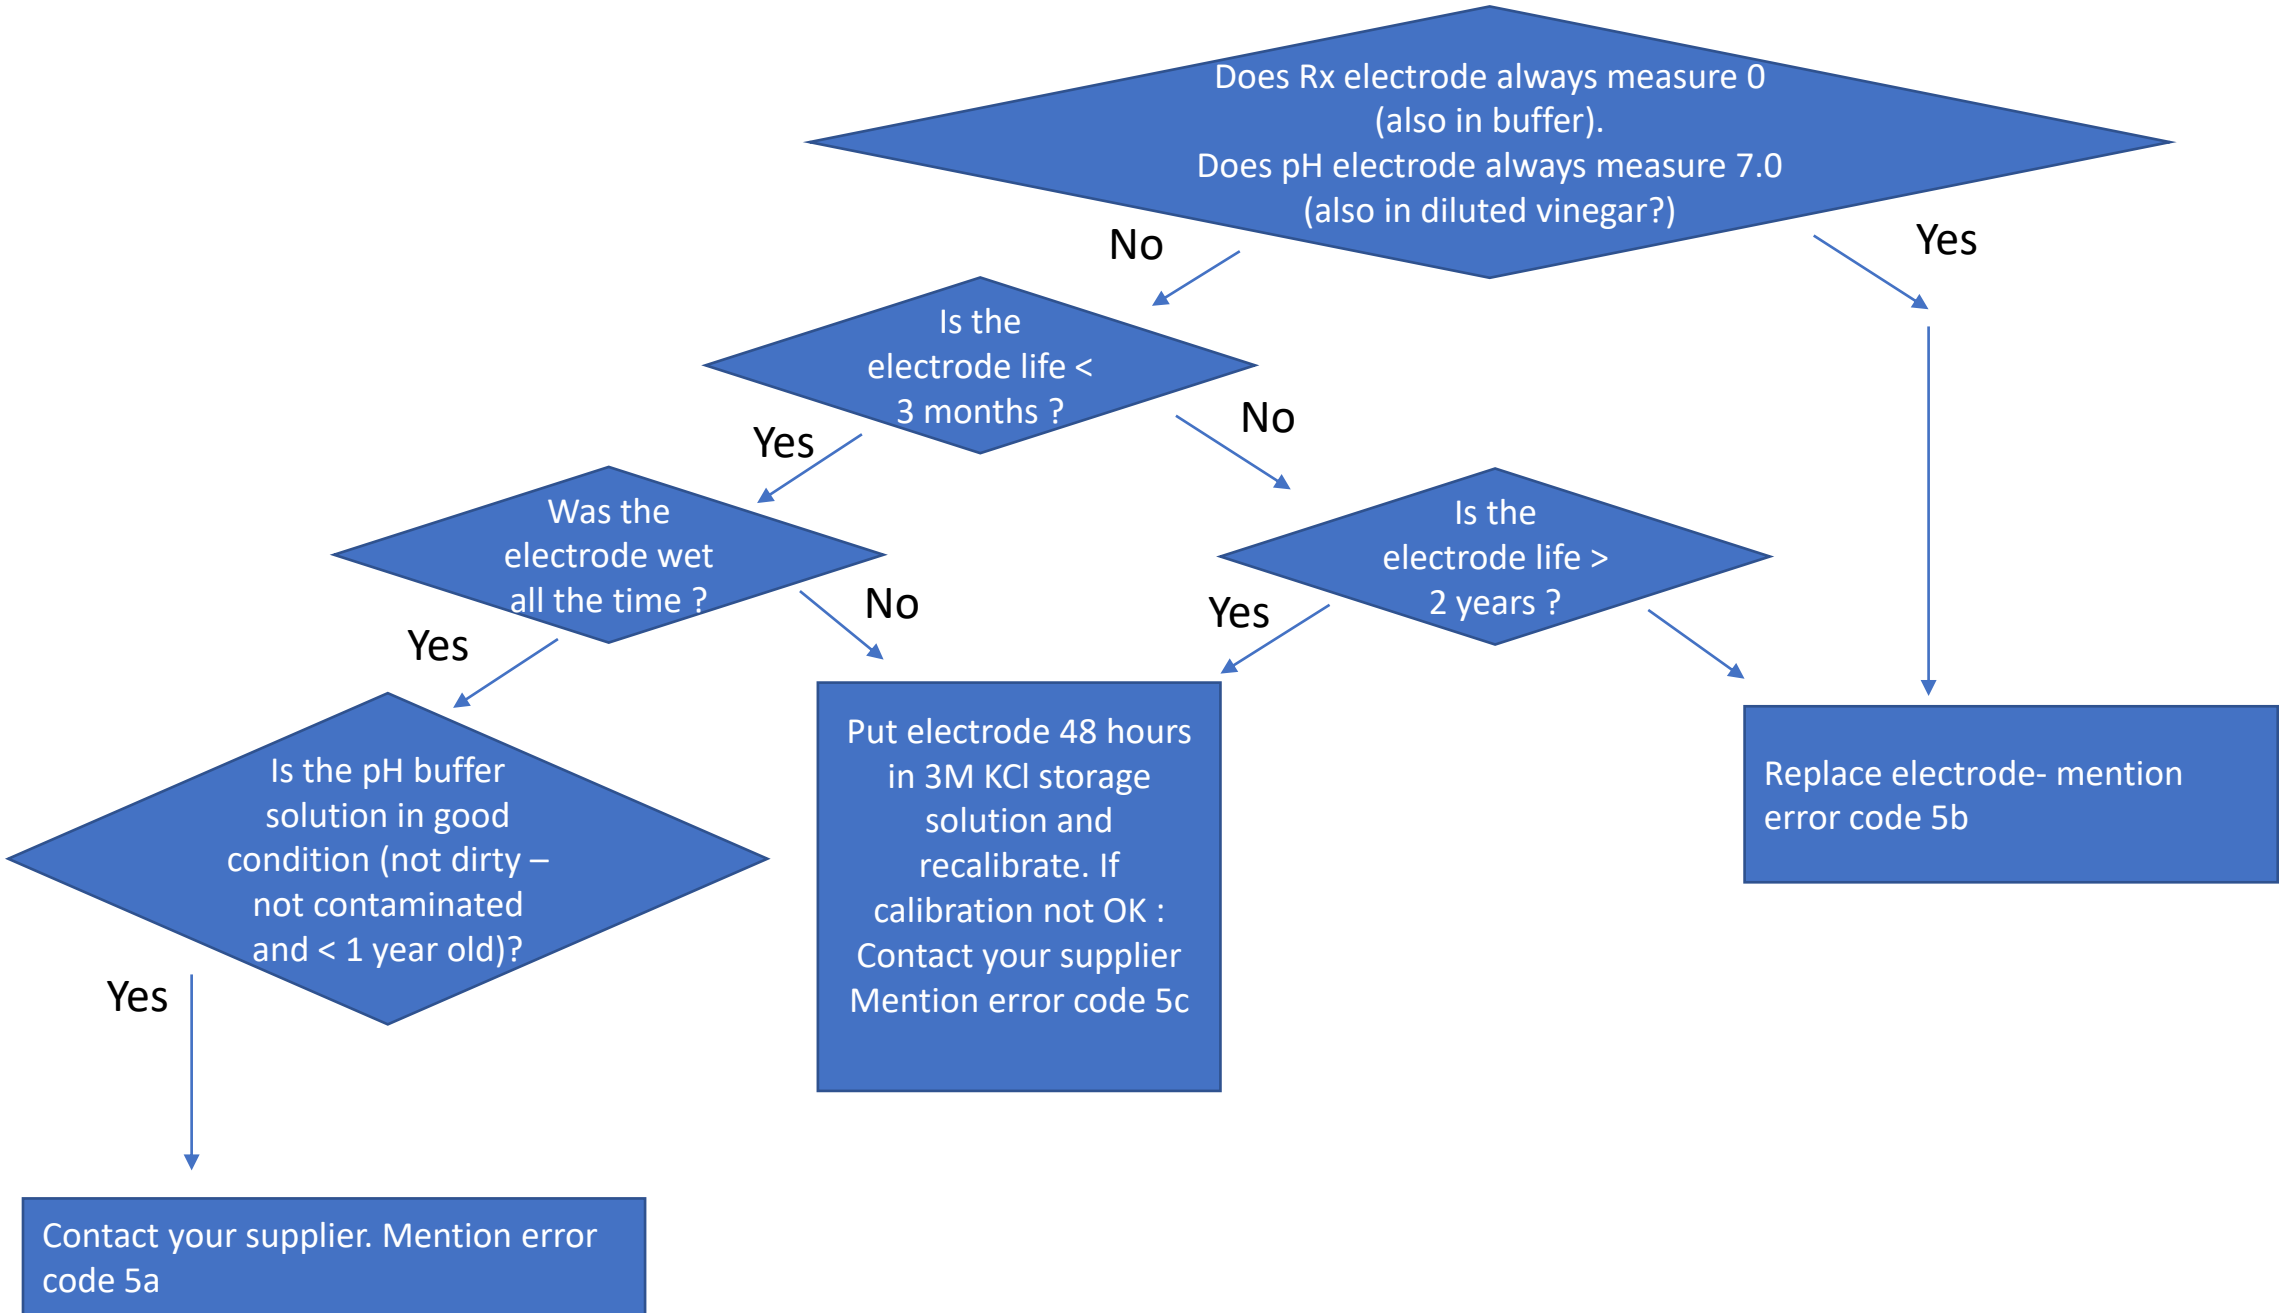 Does Rx electrode always measure 0
(also in buffer).
Does pH electrode always measure 7.0
(also in diluted vinegar?)
No
Yes
Is the
electrode life <
3 months ?
Yes
No
Was the
electrode wet
all the time ?
Is the
electrode life >
2 years ?
Yes
No
Yes
Is the pH buffer
solution in good
condition (not dirty –
not contaminated
and < 1 year old)?
Put electrode 48 hours
in 3M KCl storage
solution and
recalibrate. If
calibration not OK :
Contact your supplier
Mention error code 5c
Replace electrode- mention
error code 5b
Yes
Contact your supplier. Mention error
code 5a